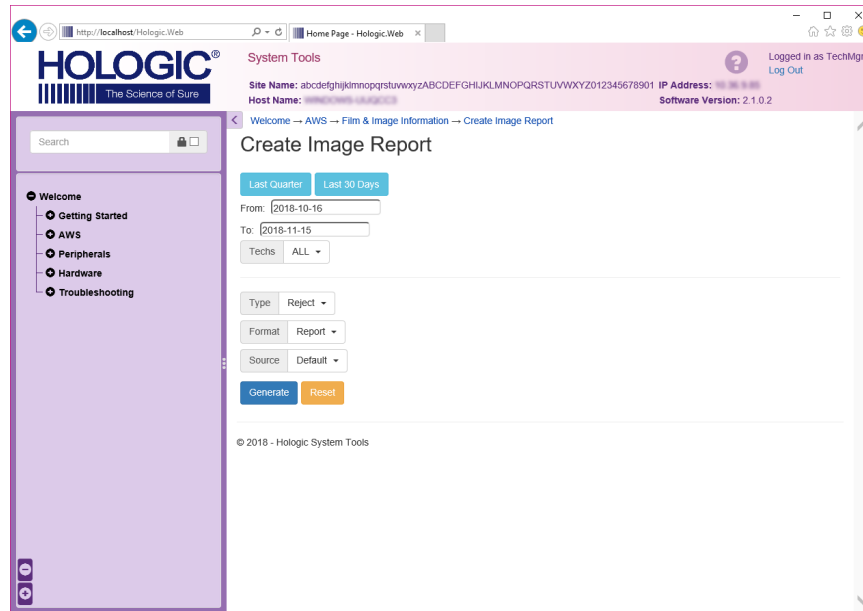 http://localhost/Hologic.Web
Home Page - Hologic.Web
HOLOGIC®
The Science of Sure
System Tools
Logged in as TechMgr
Log Out
Site Name: abcdefghijklmnopqrstuvwxyzABCDEFGHIJKLMNOPQRSTUVWXYZ012345678901 IP Address:
Host Name:
Software Version: 2.1.0.2
Welcome → AWS → Film & Image Information → Create Image Report
Search
Create Image Report
Last Quarter Last 30 Days
From: 2018-10-16
To: 2018-11-15
Techs ALL
Type Reject
Format Report
Source Default
Generate Reset
© 2018 - Hologic System Tools
Welcome
Getting Started
AWS
Peripherals
Hardware
Troubleshooting